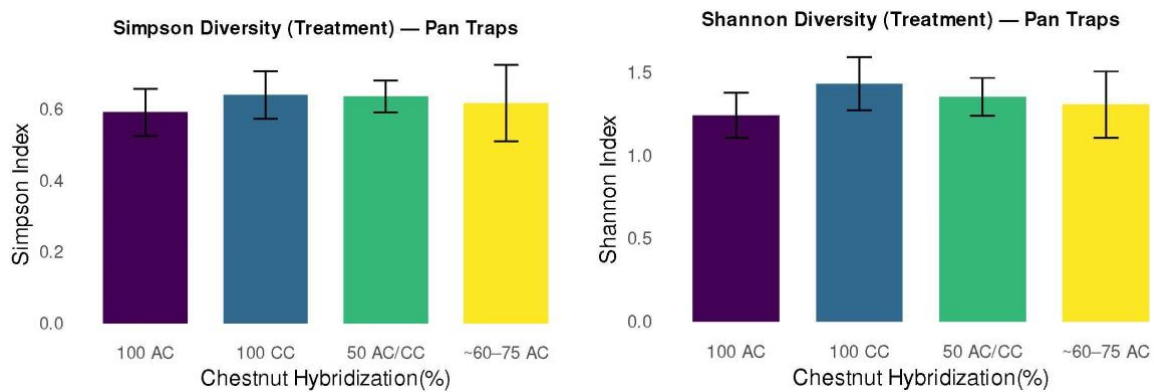 Simpson Diversity (Treatment) — Pan Traps
Simpson Index
0.6
0.4
0.2
0.0
100 AC
100 CC
50 AC/CC
~60–75 AC
Chestnut Hybridization(%)
Shannon Diversity (Treatment) — Pan Traps
Shannon Index
1.5
1.0
0.5
0.0
100 AC
100 CC
50 AC/CC
~60–75 AC
Chestnut Hybridization(%)